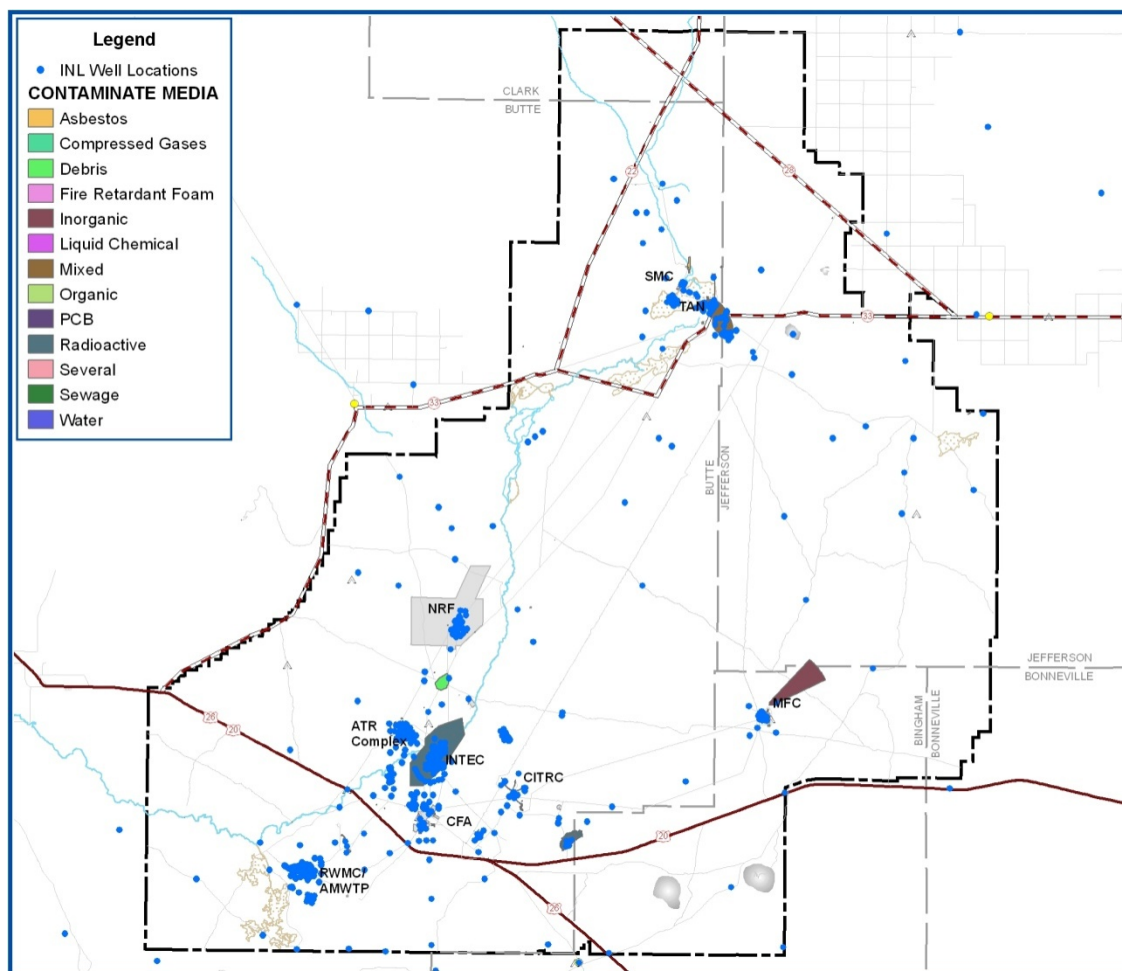 Legend
INL Well Locations
CONTAMINATE MEDIA
Asbestos
Compressed Gases
Debris
Fire Retardant Foam
Inorganic
Liquid Chemical
Mixed
Organic
PCB
Radioactive
Several
Sewage
Water
CLARK
BUTTE
22
28
SMC
TAN
33
33
BUTTE
JEFFERSON
NRF
JEFFERSON
BONNEVILLE
MFC
BINGHAM
BONNEVILLE
26
20
ATR
Complex
INTEC
CITRC
CFA
20
RWMC/
AMWTP
26